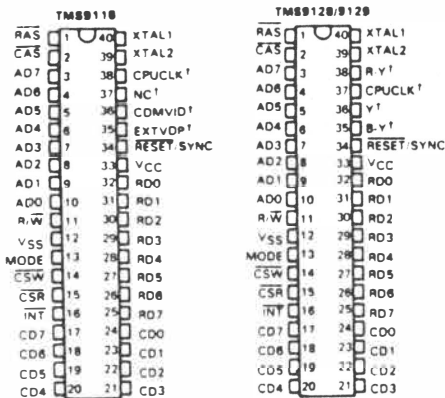 TMS9118
RAS 1 40 XTAL1
CAS 2 39 XTAL2
AD7 3 38 CPUCLK†
AD6 4 37 NC†
AD5 5 36 COMVID†
AD4 6 35 EXTVDP†
AD3 7 34 RESET/SYNC
AD2 8 33 VCC
AD1 9 32 RD0
AD0 10 31 RD1
R/W 11 30 RD2
VSS 12 29 RD3
MODE 13 28 RD4
CSW 14 27 RD5
CSR 15 26 RD6
INT 16 25 RD7
CD7 17 24 CD0
CD6 18 23 CD1
CD5 19 22 CD2
CD4 20 21 CD3
TMS9128/9129
RAS 1 40 XTAL1
CAS 2 39 XTAL2
AD7 3 38 R-Y†
AD6 4 37 CPUCLK†
AD5 5 36 Y†
AD4 6 35 B-Y†
AD3 7 34 RESET/SYNC
AD2 8 33 VCC
AD1 9 32 RD0
AD0 10 31 RD1
R/W 11 30 RD2
VSS 12 29 RD3
MODE 13 28 RD4
CSW 14 27 RD5
CSR 15 26 RD6
INT 16 25 RD7
CD7 17 24 CD0
CD6 18 23 CD1
CD5 19 22 CD2
CD4 20 21 CD3